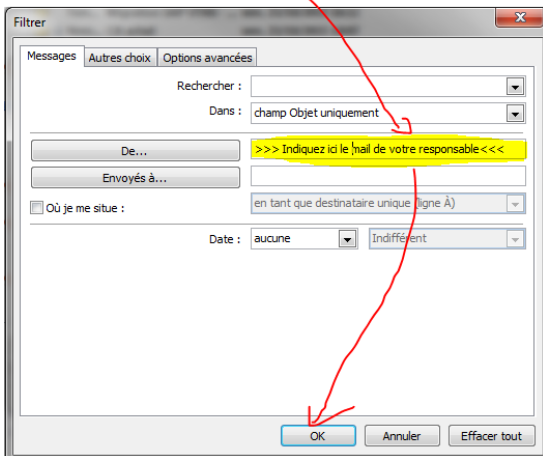 Filtrer
Messages Autres choix Options avancées
Rechercher :
Dans : champ Objet uniquement
De... >>> Indiquez ici le mail de votre responsable<<<
Envoyés à...
Où je me situe : en tant que destinataire unique (ligne À)
Date : aucune Indifférent
OK Annuler Effacer tout